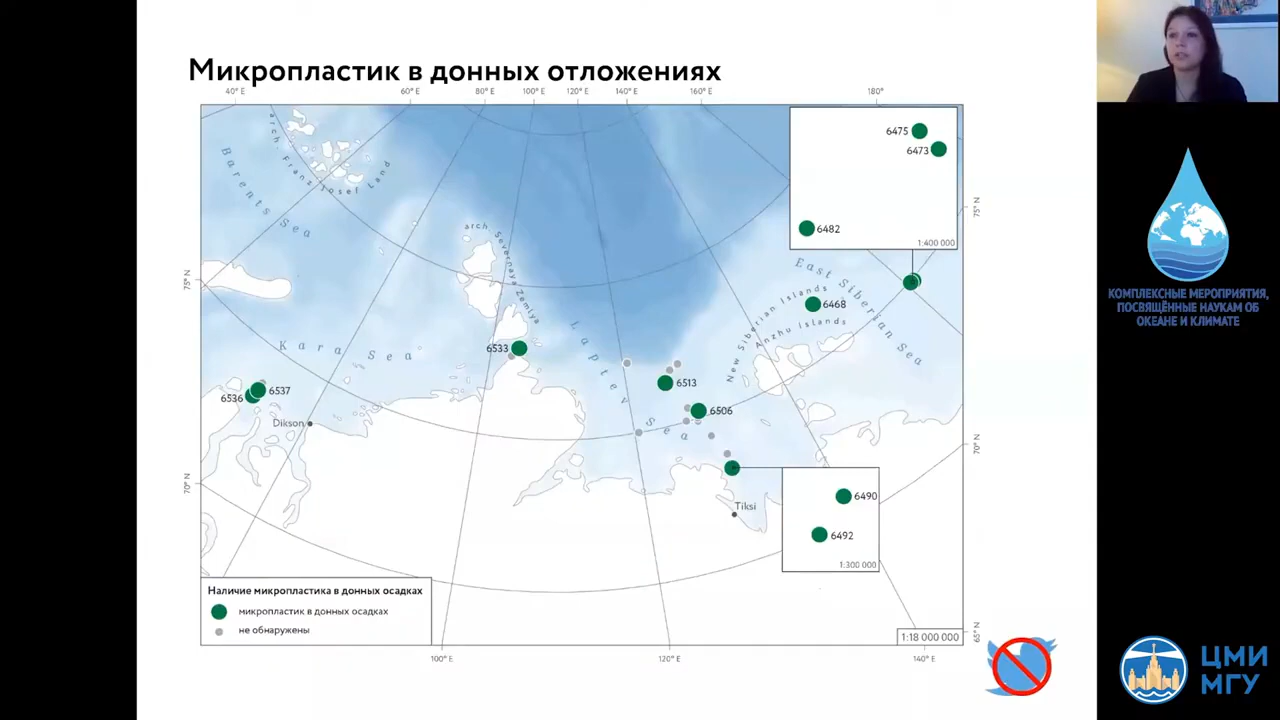 Микропластик в донных отложениях
40° E
60° E
80° E
100° E
120° E
140° E
160° E
180°
arch. Franz Josef Land
Barents Sea
arch Severnaya Zemlya
Kara Sea
Laptev Sea
New Siberian Islands
Anzhu Islands
East Siberian Sea
75° N
70° N
75° N
70° N
65° N
6475
6473
6482
1:400 000
6468
6533
6513
6506
6537
6536
Dikson
Tiksi
6490
6492
1:300 000
Наличие микропластика в донных осадках
микропластик в донных осадках
не обнаружены
1:18 000 000
100° E
120° E
140° E
КОМПЛЕКСНЫЕ МЕРОПРИЯТИЯ,
ПОСВЯЩЁННЫЕ НАУКАМ ОБ
ОКЕАНЕ И КЛИМАТЕ
ЦМИ
МГУ